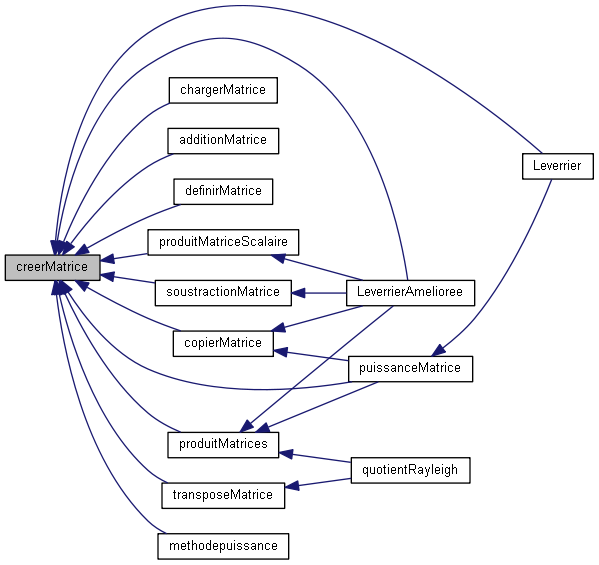 chargerMatrice
additionMatrice
Leverrier
definirMatrice
produitMatriceScalaire
creerMatrice
soustractionMatrice
LeverrierAmelioree
copierMatrice
puissanceMatrice
produitMatrices
quotientRayleigh
transposeMatrice
methodepuissance